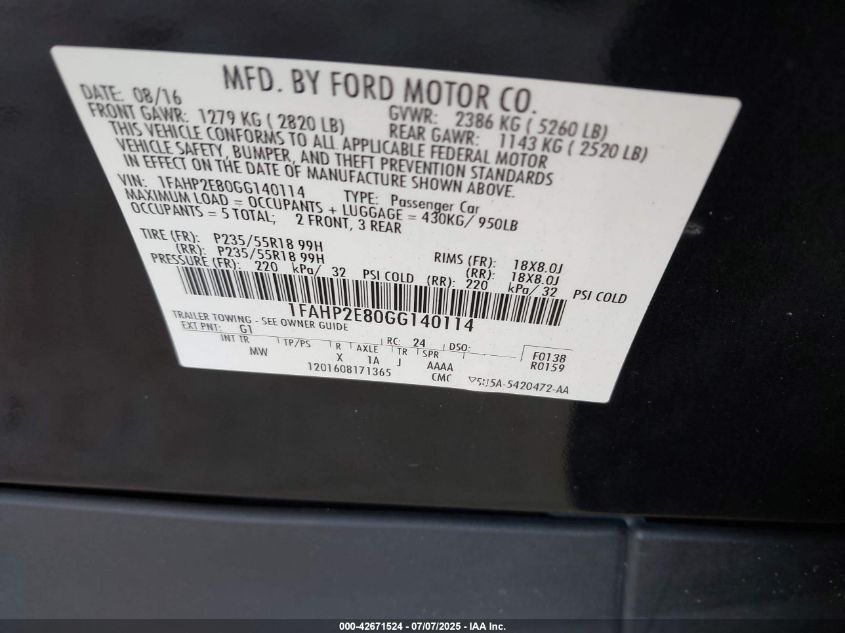 MFD. BY FORD MOTOR CO.
DATE: 08/16 GVWR: 2386 KG ( 5260 LB)
FRONT GAWR: 1279 KG ( 2820 LB) REAR GAWR: 1143 KG ( 2520 LB)
THIS VEHICLE CONFORMS TO ALL APPLICABLE FEDERAL MOTOR
VEHICLE SAFETY, BUMPER, AND THEFT PREVENTION STANDARDS
IN EFFECT ON THE DATE OF MANUFACTURE SHOWN ABOVE.
VIN: 1FAHP2E80GG140114 TYPE: Passenger Car
MAXIMUM LOAD = OCCUPANTS + LUGGAGE = 430KG/ 950LB
OCCUPANTS = 5 TOTAL; 2 FRONT, 3 REAR
TIRE (FR): P235/55R18 99H RIMS (FR): 18X8.0J
(RR): P235/55R18 99H (RR): 18X8.0J
PRESSURE (FR): 220 kPa/ 32 PSI COLD (RR): 220 kPa/ 32 PSI COLD
1FAHP2E80GG140114
TRAILER TOWING - SEE OWNER GUIDE
EXT PNT: G1 RC: 24 DSO: F0138
INT TR TP/PS R AXLE TR SPR R0159
MW X 1A J AAAA
1201608171365 CMC 5U5A-5420472-AA
000-42671524 | 07/07/2025 - IAA Inc.